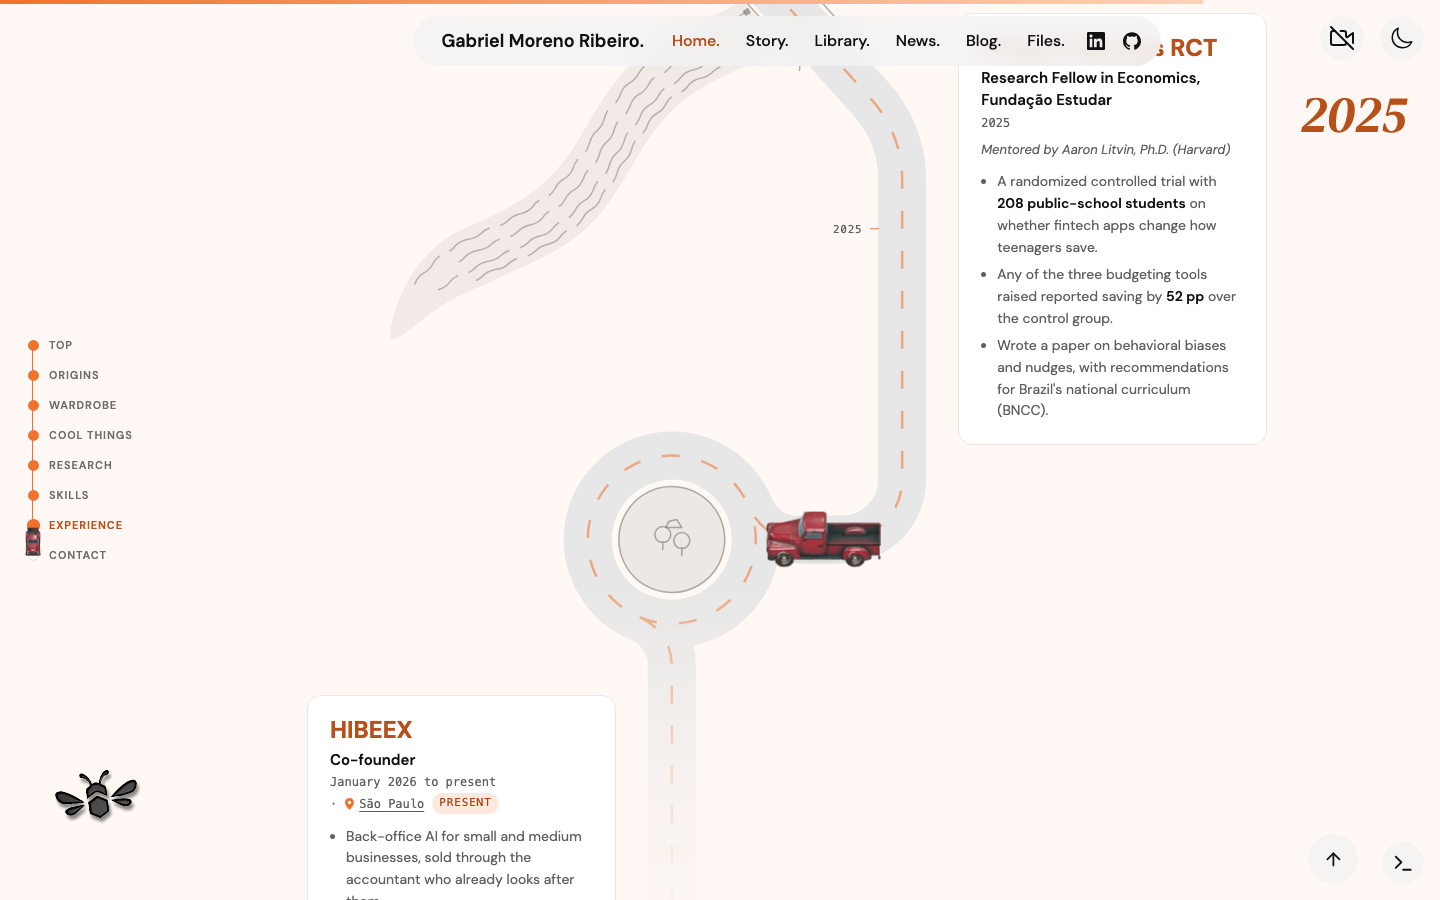 Gabriel Moreno Ribeiro.
Home.
Story.
Library.
News.
Blog.
Files.
RCT
Research Fellow in Economics,
Fundação Estudar
2025
Mentored by Aaron Litvin, Ph.D. (Harvard)
A randomized controlled trial with
208 public-school students on
whether fintech apps change how
teenagers save.
Any of the three budgeting tools
raised reported saving by 52 pp over
the control group.
Wrote a paper on behavioral biases
and nudges, with recommendations
for Brazil's national curriculum
(BNCC).
2025
2025
TOP
ORIGINS
WARDROBE
COOL THINGS
RESEARCH
SKILLS
EXPERIENCE
CONTACT
HIBEEX
Co-founder
January 2026 to present
· São Paulo PRESENT
Back-office AI for small and medium
businesses, sold through the
accountant who already looks after